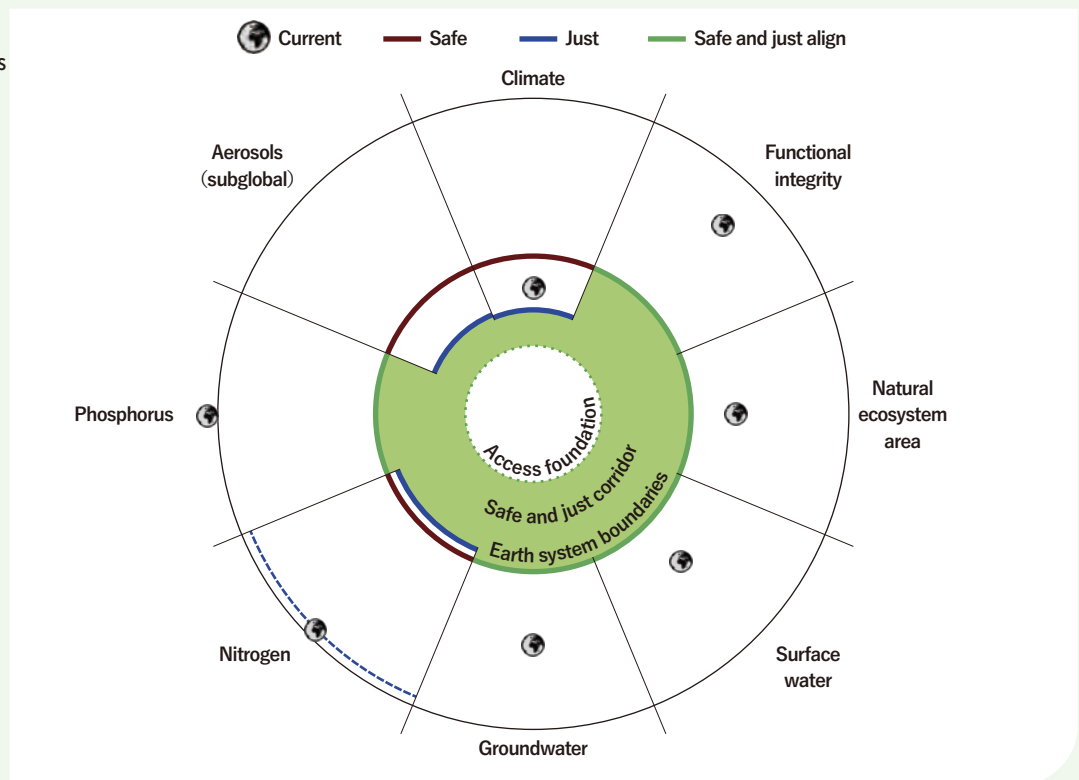 Current
Safe
Just
Safe and just align
s
Climate
Aerosols
(subglobal)
Functional
integrity
Phosphorus
Natural
ecosystem
area
Access foundation
Safe and just corridor
Earth system boundaries
Nitrogen
Surface
water
Groundwater